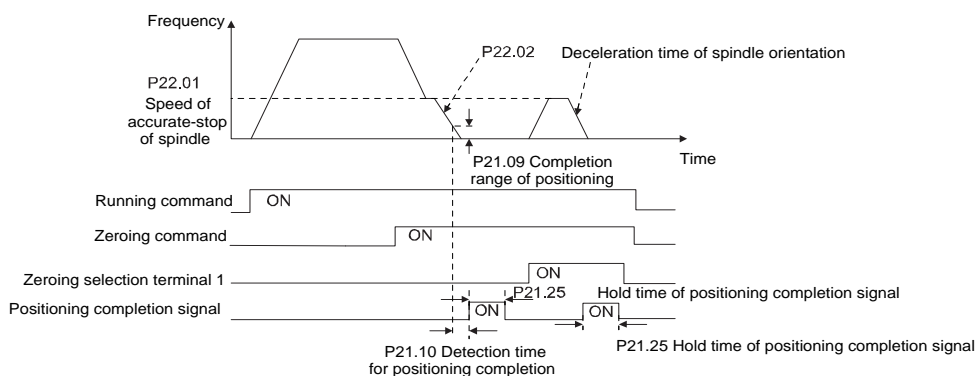 Frequency
P22.02
Deceleration time of spindle orientation
P22.01
Speed of
accurate-stop
of spindle
Time
P21.09 Completion
range of positioning
Running command
ON
Zeroing command
ON
Zeroing selection terminal 1
ON
P21.25
Hold time of positioning completion signal
Positioning completion signal
ON
ON
P21.10 Detection time
for positioning completion
P21.25 Hold time of positioning completion signal